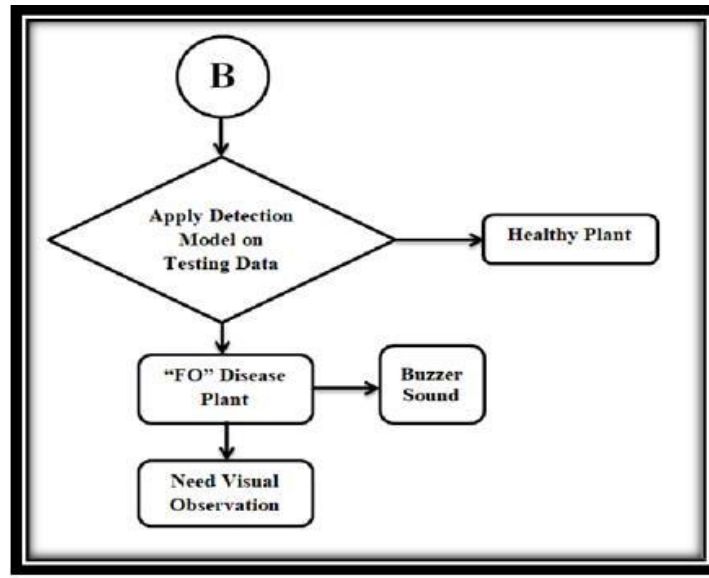 B
Apply Detection
Model on
Testing Data
Healthy Plant
“FO” Disease
Plant
Buzzer
Sound
Need Visual
Observation